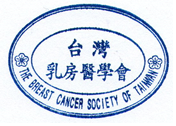 台灣
乳房醫學會
THE BREAST CANCER SOCIETY OF TAIWAN